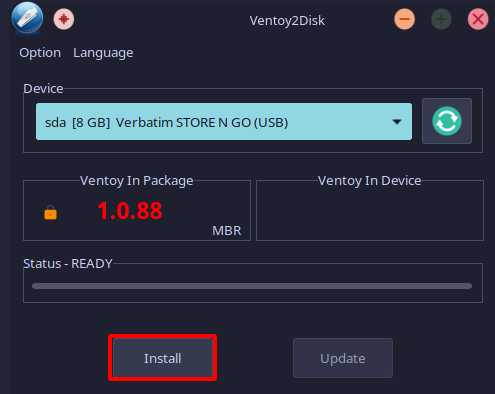 Ventoy2Disk
Option Language
Device
sda [8 GB] Verbatim STORE N GO (USB)
Ventoy In Package
1.0.88
MBR
Ventoy In Device
Status - READY
Install
Update